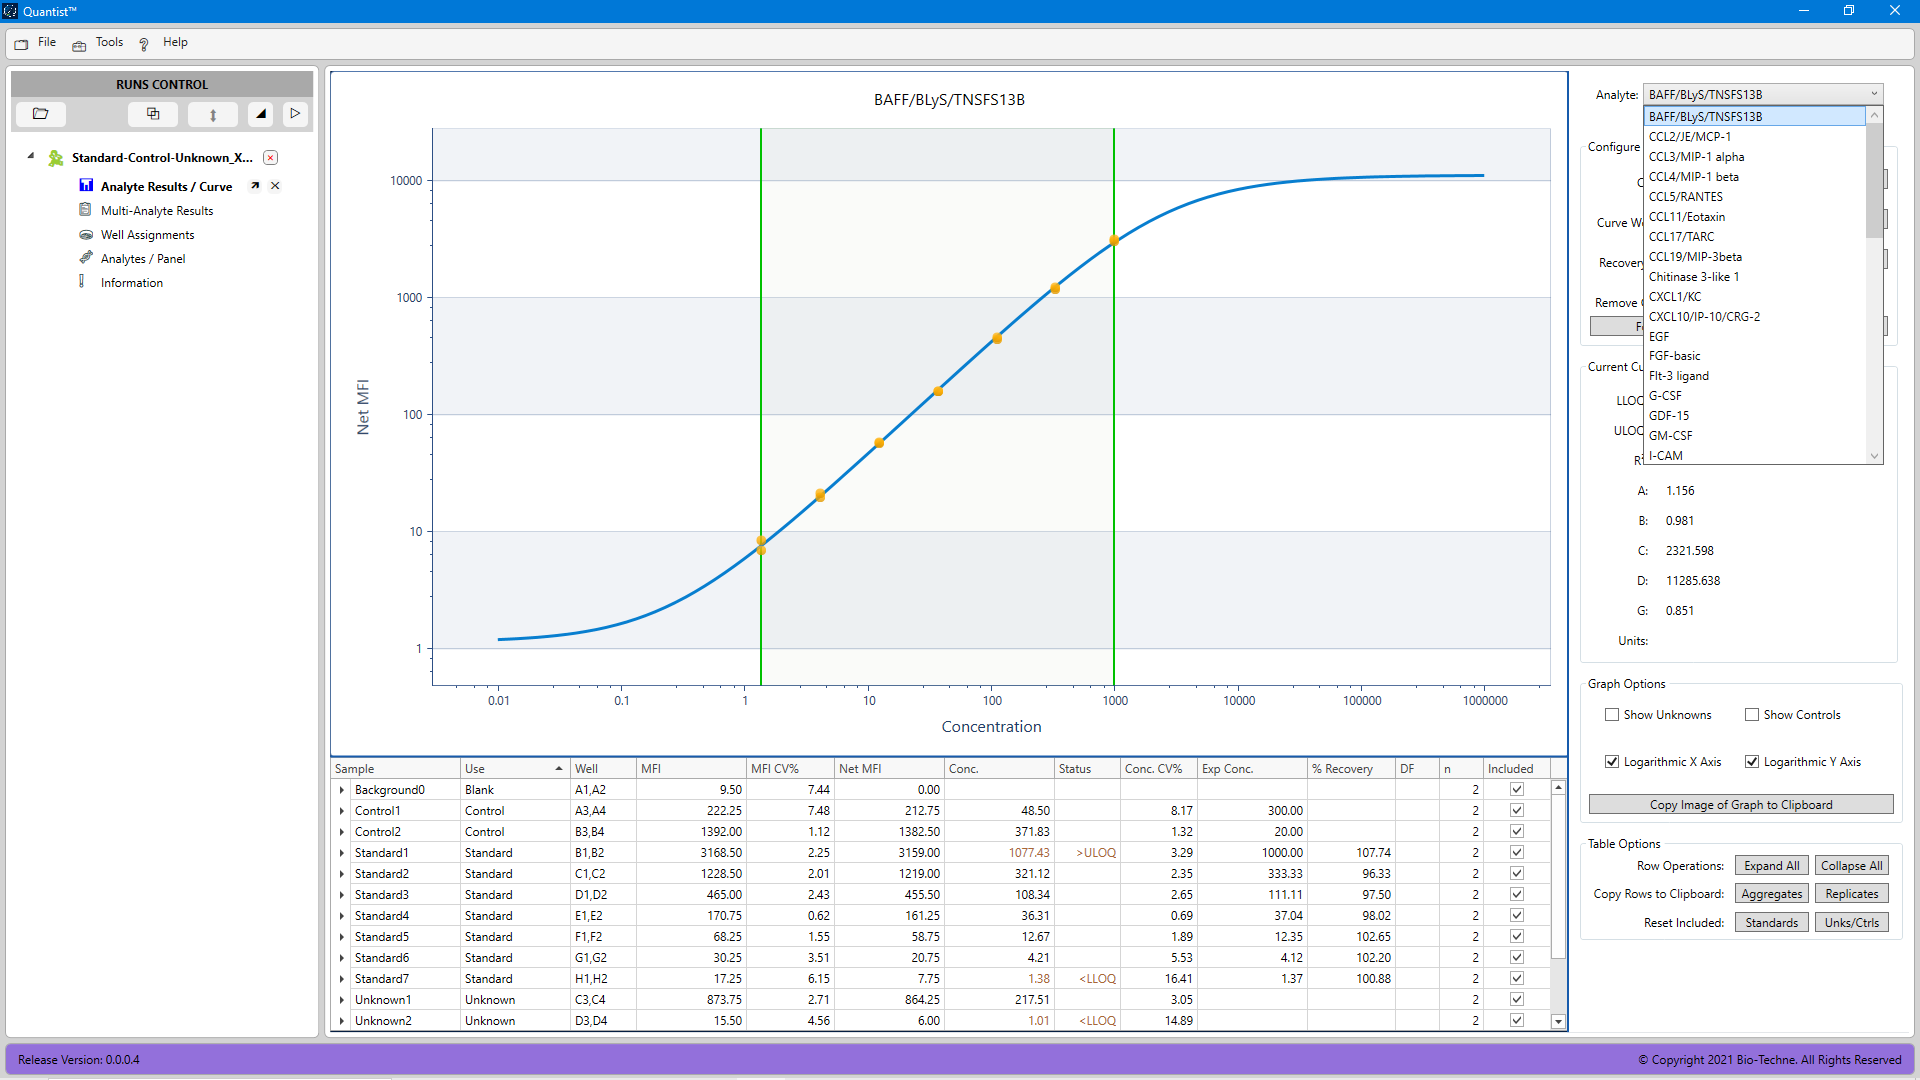 Quantist™
File Tools ? Help
RUNS CONTROL
Standard-Control-Unknown_X...
Analyte Results / Curve
Multi-Analyte Results
Well Assignments
Analytes / Panel
Information
BAFF/BLyS/TNSFS13B
Net MFI
10000
1000
100
10
1
0.01 0.1 1 10 100 1000 10000 100000 1000000
Concentration
Sample Use Well MFI MFI CV% Net MFI Conc. Status Conc. CV% Exp Conc. % Recovery DF n Included
Background0 Blank A1,A2 9.50 7.44 0.00 2
Control1 Control A3,A4 222.25 7.48 212.75 48.50 8.17 300.00 2
Control2 Control B3,B4 1392.00 1.12 1382.50 371.83 1.32 20.00 2
Standard1 Standard B1,B2 3168.50 2.25 3159.00 1077.43 >ULOQ 3.29 1000.00 107.74 2
Standard2 Standard C1,C2 1228.50 2.01 1219.00 321.12 2.35 333.33 96.33 2
Standard3 Standard D1,D2 465.00 2.43 455.50 108.34 2.65 111.11 97.50 2
Standard4 Standard E1,E2 170.75 0.62 161.25 36.31 0.69 37.04 98.02 2
Standard5 Standard F1,F2 68.25 1.55 58.75 12.67 1.89 12.35 102.65 2
Standard6 Standard G1,G2 30.25 3.51 20.75 4.21 5.53 4.12 102.20 2
Standard7 Standard H1,H2 17.25 6.15 7.75 1.38 <LLOQ 16.41 1.37 100.88 2
Unknown1 Unknown C3,C4 873.75 2.71 864.25 217.51 3.05 2
Unknown2 Unknown D3,D4 15.50 4.56 6.00 1.01 <LLOQ 14.89 2
Analyte: BAFF/BLyS/TNSFS13B
BAFF/BLyS/TNSFS13B
CCL2/JE/MCP-1
CCL3/MIP-1 alpha
CCL4/MIP-1 beta
CCL5/RANTES
CCL11/Eotaxin
CCL17/TARC
CCL19/MIP-3beta
Chitinase 3-like 1
CXCL1/KC
CXCL10/IP-10/CRG-2
EGF
FGF-basic
Flt-3 ligand
G-CSF
GDF-15
GM-CSF
I-CAM
Configure
Curve
Recovery
Remove
Current
LLOQ
ULOQ
A: 1.156
B: 0.981
C: 2321.598
D: 11285.638
G: 0.851
Units:
Graph Options
Show Unknowns Show Controls
Logarithmic X Axis Logarithmic Y Axis
Copy Image of Graph to Clipboard
Table Options
Row Operations: Expand All Collapse All
Copy Rows to Clipboard: Aggregates Replicates
Reset Included: Standards Unks/Ctrls
Release Version: 0.0.0.4
© Copyright 2021 Bio-Techne. All Rights Reserved